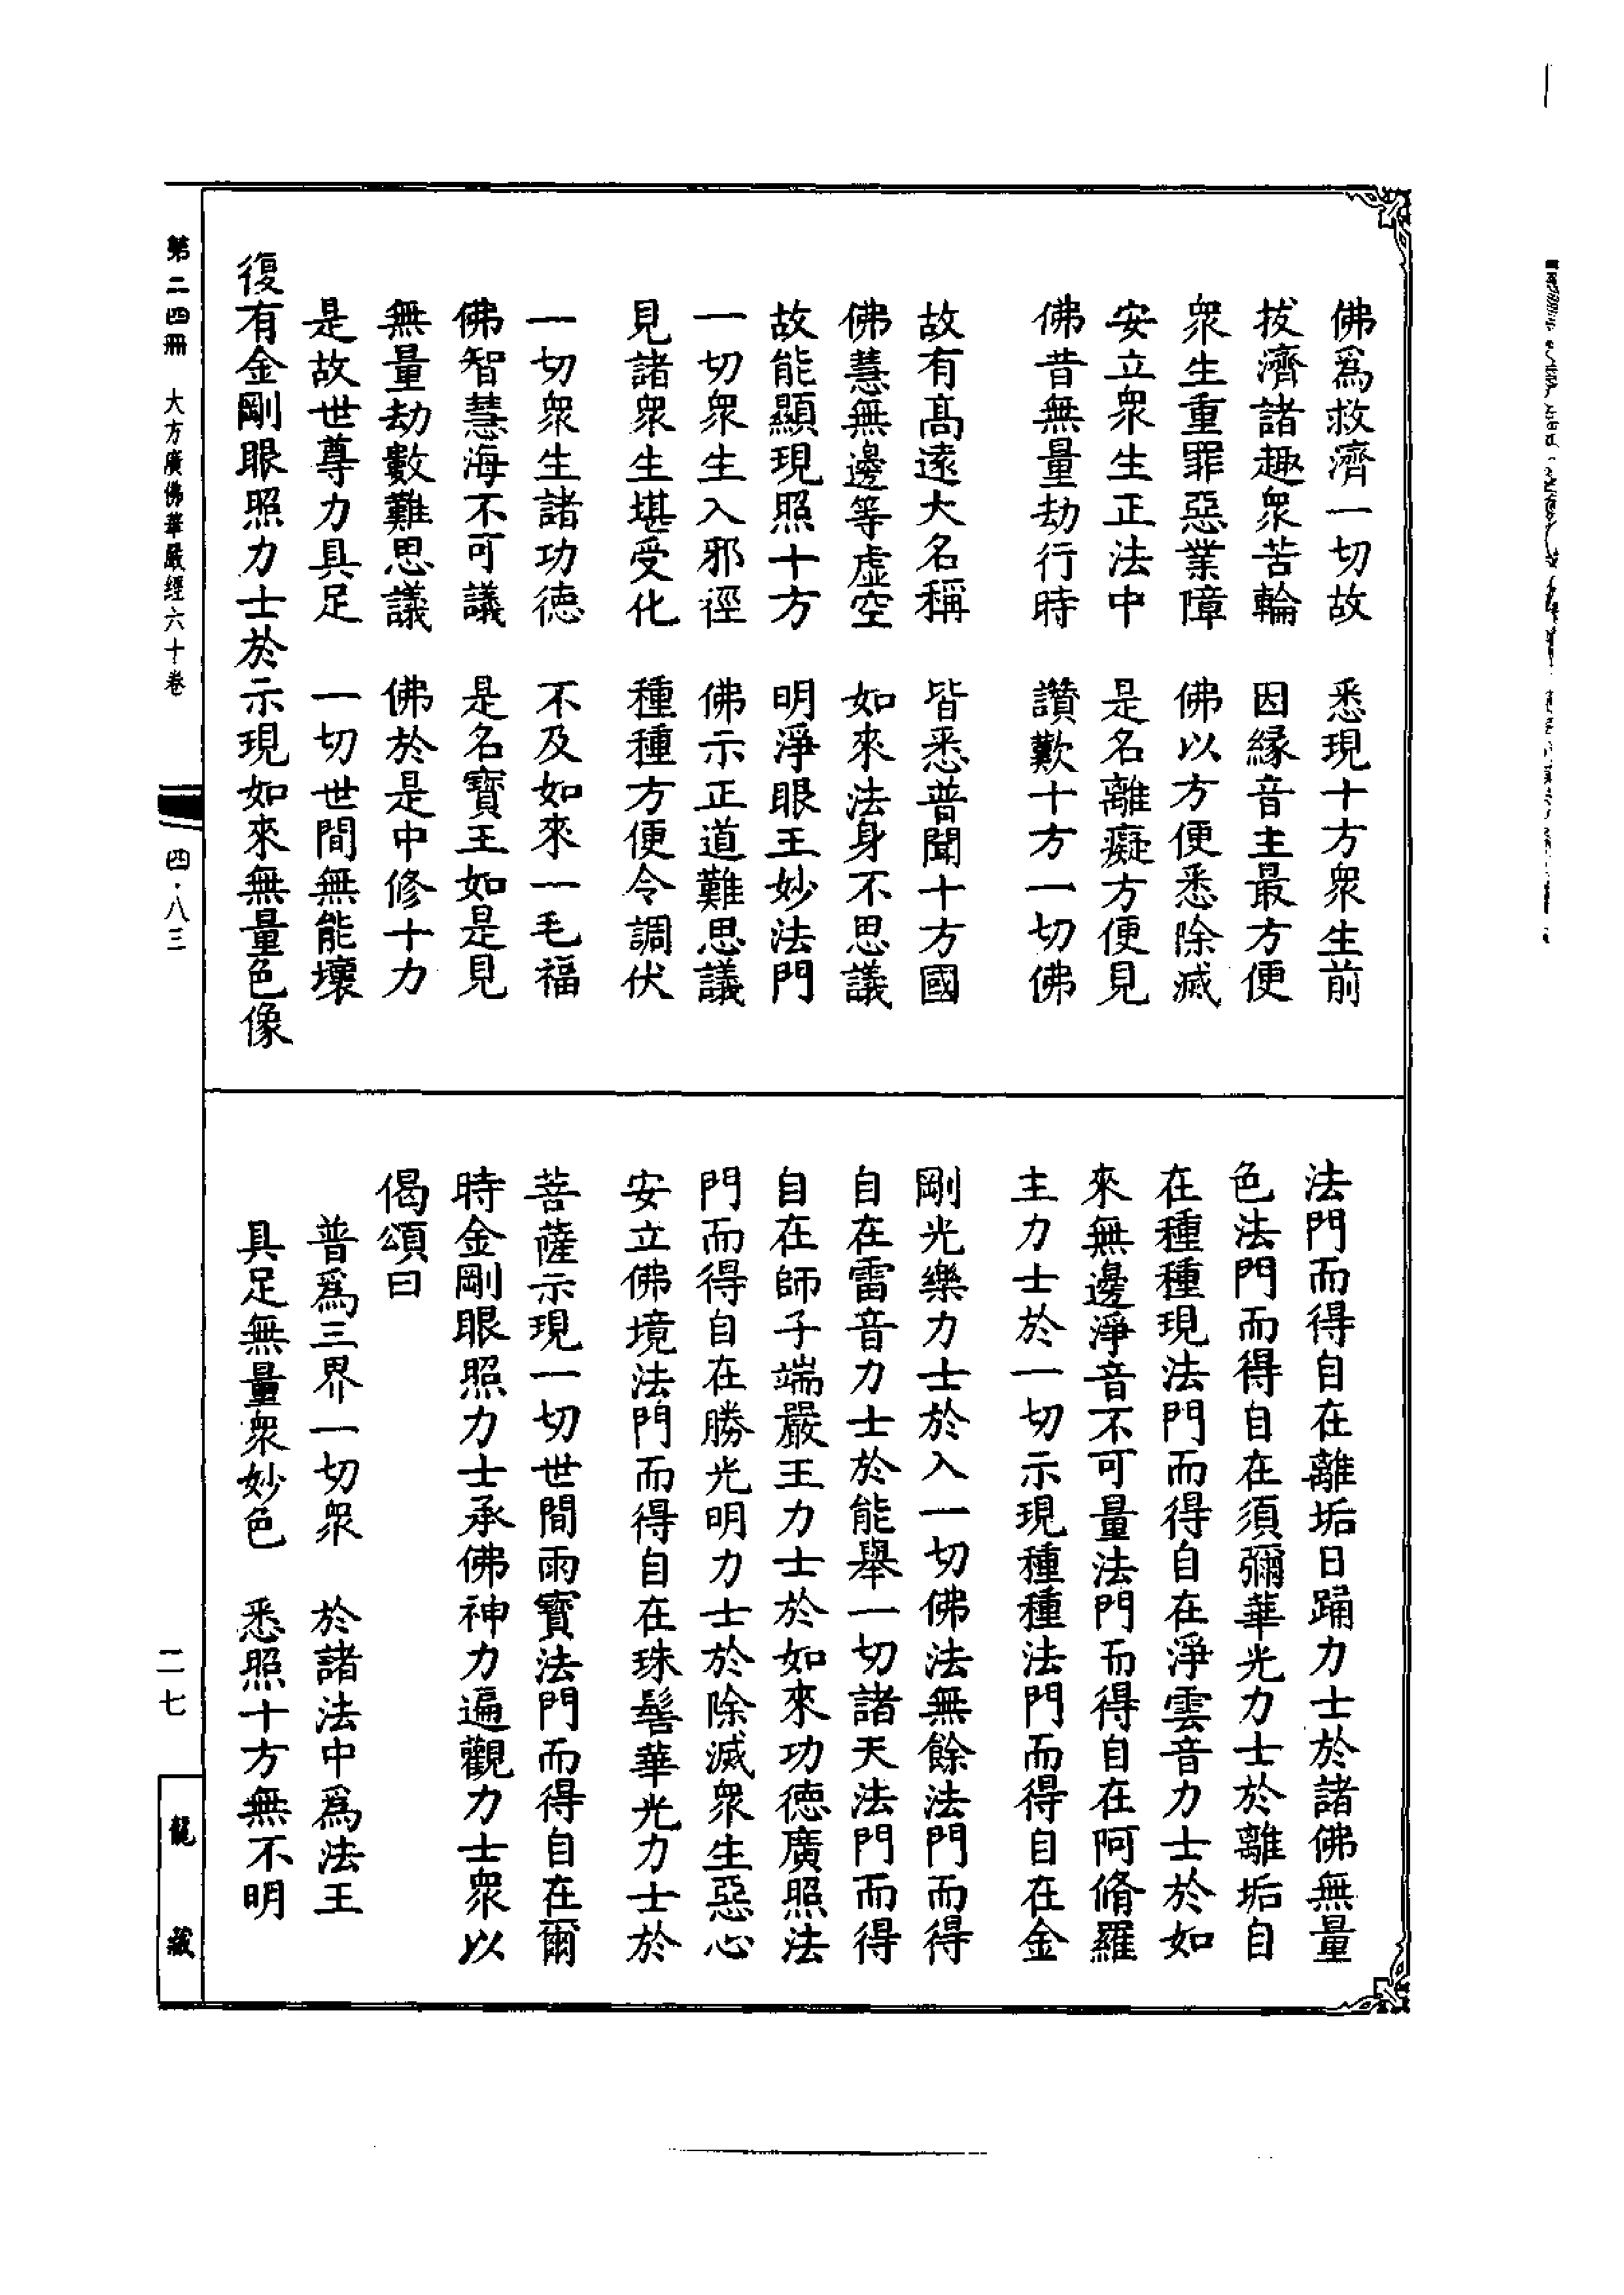 佛爲救濟一切故　悉現十方衆生前
拔濟諸趣衆苦輪　因緣音主最方便
衆生重罪惡業障　佛以方便悉除滅
安立衆生正法中　是名離癡方便見
佛昔無量劫行時　讚歎十方一切佛
故有高遠大名稱　皆悉普聞十方國
佛慧無邊等虛空　如來法身不思議
故能顯現照十方　明淨眼王妙法門
一切衆生入邪徑　佛示正道難思議
見諸衆生堪受化　種種方便令調伏
一切衆生諸功德　不及如來一毛福
佛智慧海不可議　是名寶王如是見
無量劫數難思議　佛於是中修十力
是故世尊力具足　一切世間無能壞
復有金剛眼照力士於示現如來無量色像
法門而得自在離垢日踊力士於諸佛無量
色法門而得自在須彌華光力士於離垢自
在種種現法門而得自在淨雲音力士於如
來無邊淨音不可量法門而得自在阿脩羅
主力士於一切示現種種法門而得自在金
剛光樂力士於入一切佛法無餘法門而得
自在雷音力士於能舉一切諸天法門而得
自在師子端嚴王力士於如來功德廣照法
門而得自在勝光明力士於除滅衆生惡心
安立佛境法門而得自在珠髻華光力士於
菩薩示現一切世間雨寶法門而得自在爾
時金剛眼照力士承佛神力遍觀力士衆以
偈頌曰
普爲三界一切衆　於諸法中爲法王
具足無量衆妙色　悉照十方無不明
第二四冊　大方廣佛華嚴經六十卷　四·八三　二七　龍藏